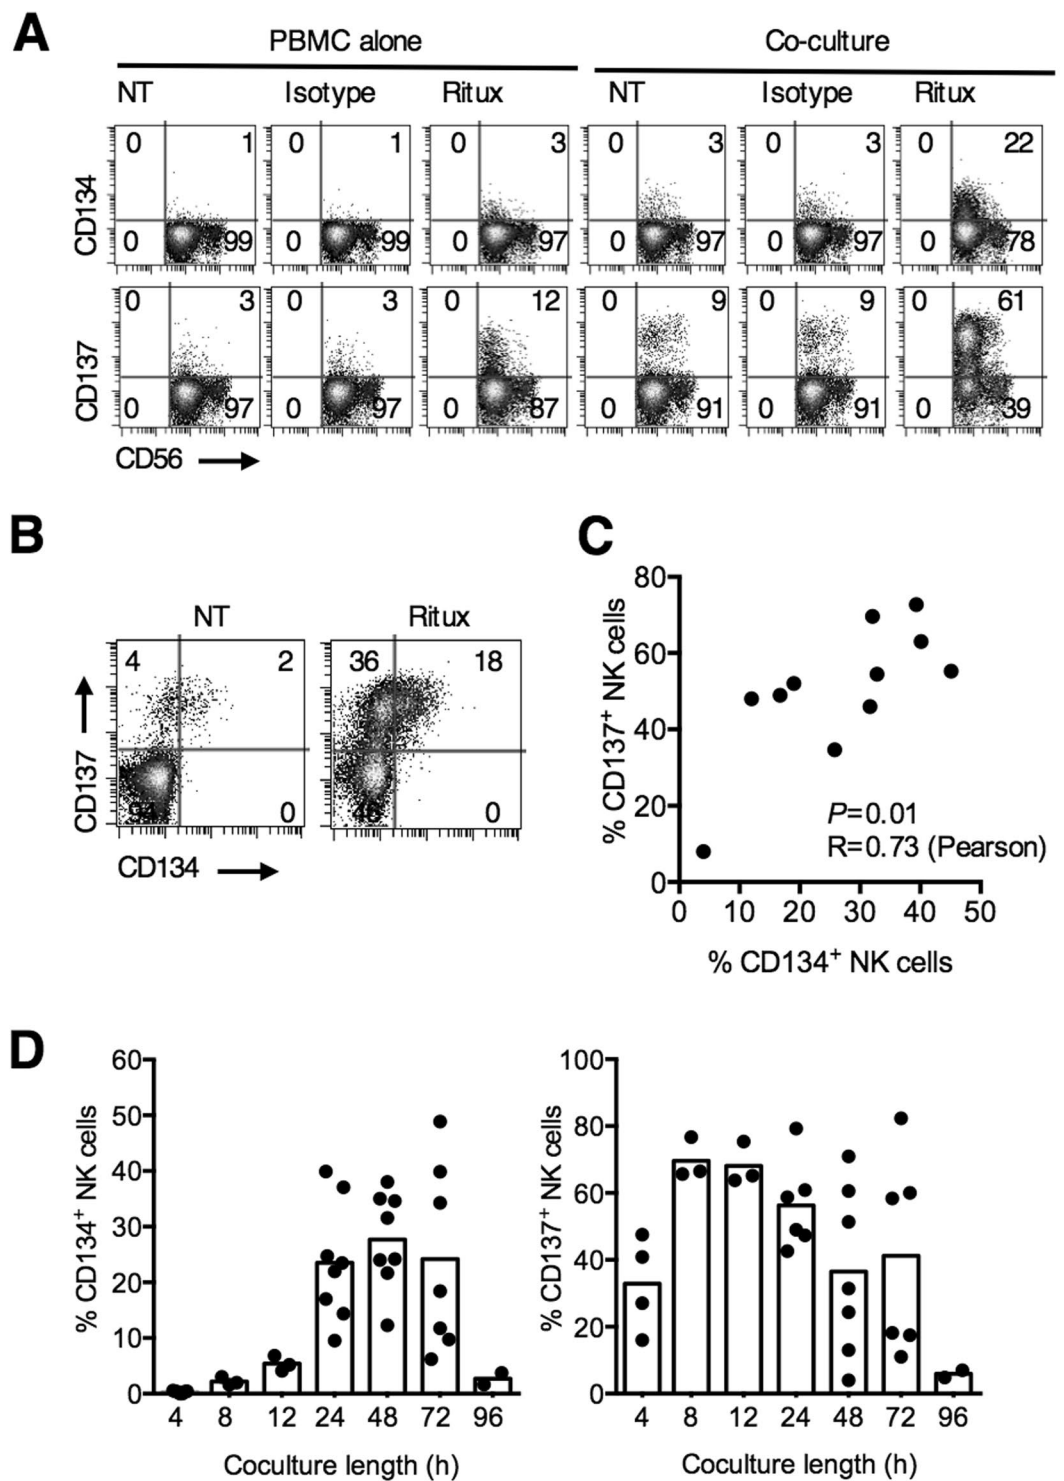 A
PBMC alone
Co-culture
NT Isotype Ritux NT Isotype Ritux
CD134
0 1 0 1 0 3 0 3 0 3 0 22
0 99 0 99 0 97 0 97 0 97 0 78
CD137
0 3 0 3 0 12 0 9 0 9 0 61
0 97 0 97 0 87 0 91 0 91 0 39
CD56
B
NT Ritux
CD137
4 2 36 18
94 0 46 0
CD134
C
% CD137+ NK cells
80
60
40
20
0
P=0.01
R=0.73 (Pearson)
0 10 20 30 40 50
% CD134+ NK cells
D
% CD134+ NK cells
60
50
40
30
20
10
0
4 8 12 24 48 72 96
Coculture length (h)
% CD137+ NK cells
100
80
60
40
20
0
4 8 12 24 48 72 96
Coculture length (h)